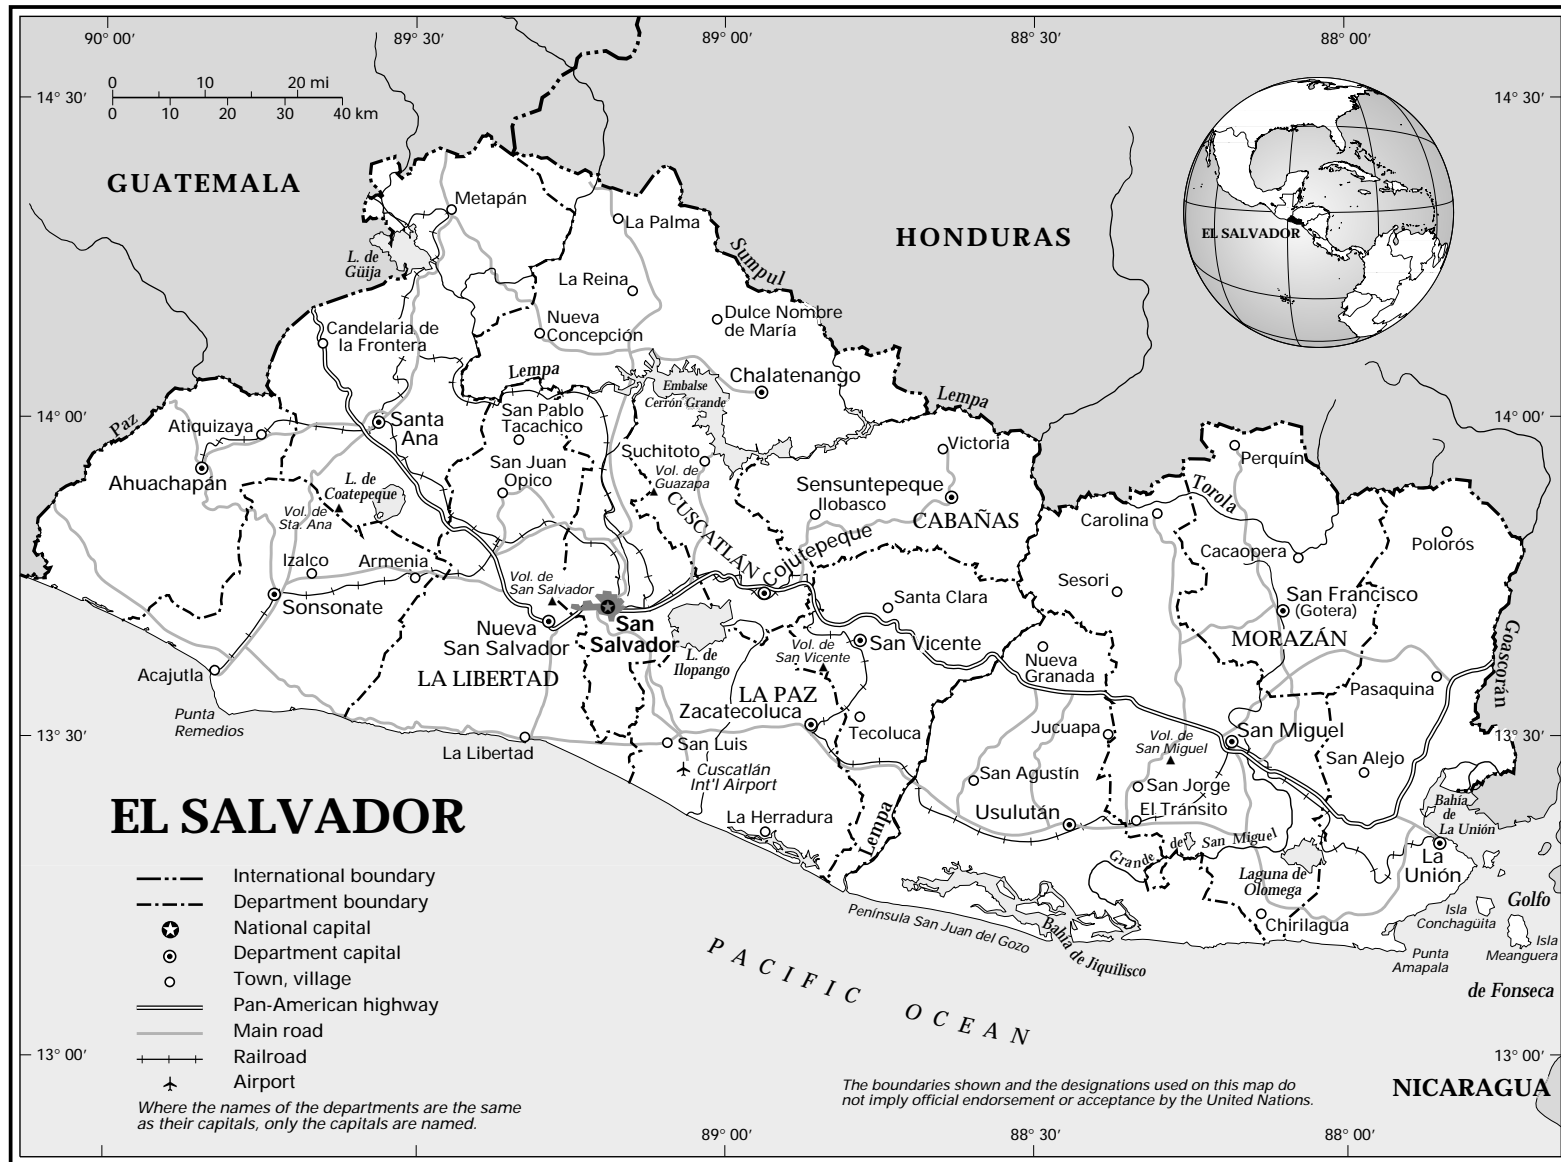 90° 00'
89° 30'
89° 00'
88° 30'
88° 00'
0 10 20 mi
0 10 20 30 40 km
14° 30'
14° 30'
GUATEMALA
HONDURAS
EL SALVADOR
Metapán
La Palma
Sumpul
L. de
Güija
La Reina
Nueva
Concepción
Dulce Nombre
de María
Candelaria de
la Frontera
Lempa
Embalse
Cerrón Grande
Chalatenango
Lempa
14° 00'
14° 00'
Paz
Atiquizaya
Santa
Ana
San Pablo
Tacachico
Suchitoto
Victoria
Perquín
Ahuachapán
L. de
Coatepeque
San Juan
Opico
Vol. de
Guazapa
Sensuntepeque
Ilobasco
CABAÑAS
Torola
Carolina
Vol. de
Sta. Ana
CUSCATLÁN
Cojutepeque
Cacaopera
Polorós
Izalco
Armenia
Vol. de
San Salvador
Sesori
Sonsonate
Santa Clara
San Francisco
(Gotera)
Nueva
San Salvador
San
Salvador
San Vicente
MORAZÁN
Goascorán
Acajutla
LA LIBERTAD
L. de
Ilopango
Vol. de
San Vicente
Nueva
Granada
Pasaquina
LA PAZ
Zacatecoluca
Punta
Remedios
13° 30'
13° 30'
La Libertad
San Luis
Tecoluca
Jucuapa
Vol. de
San Miguel
San Miguel
San Alejo
Cuscatlán
Int'l Airport
San Agustín
San Jorge
El Tránsito
Usulután
Bahía
de
La Unión
La Herradura
Lempa
Grande de San Miguel
La
Unión
Laguna de
Olomega
Chirilagua
Golfo
Isla
Conchagüita
Isla
Meanguera
Punta
Amapala
de Fonseca
Península San Juan del Gozo
Bahía de Jiquilisco
PACIFIC OCEAN
EL SALVADOR
International boundary
Department boundary
National capital
Department capital
Town, village
Pan-American highway
Main road
Railroad
Airport
13° 00'
13° 00'
Where the names of the departments are the same
as their capitals, only the capitals are named.
The boundaries shown and the designations used on this map do
not imply official endorsement or acceptance by the United Nations.
NICARAGUA
89° 00'
88° 30'
88° 00'